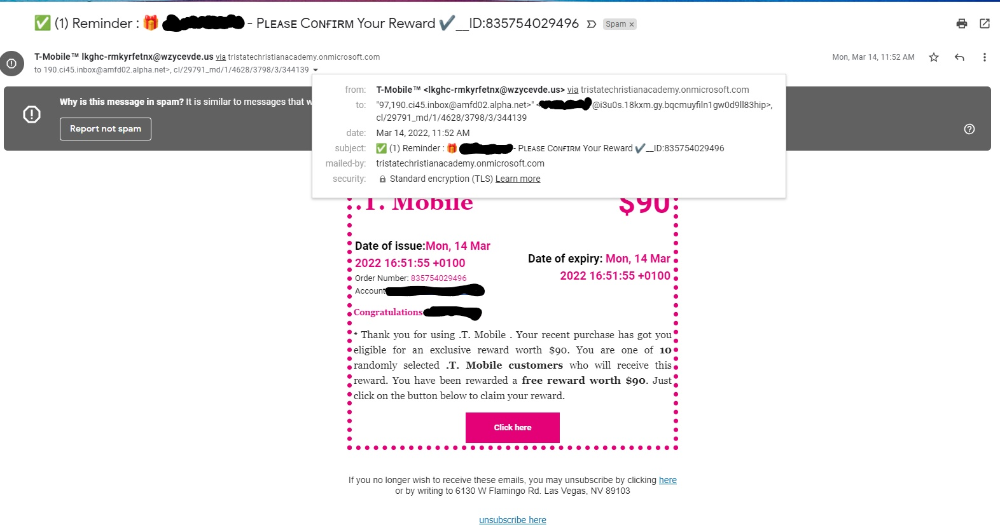 ✅ (1) Reminder : 🎁 - PʟᴇᴀsᴇCᴏɴғɪʀᴍ Your Reward ✔__ID:835754029496 Spam ×
T-Mobile™ lkghc-rmkyrfetnx@wzycevde.us via tristatechristianacademy.onmicrosoft.com Mon, Mar 14, 11:52 AM
to 190.ci45.inbox@amfd02.alpha.net>, cl/29791_md/1/4628/3798/3/344139
from: T-Mobile™ <lkghc-rmkyrfetnx@wzycevde.us> via tristatechristianacademy.onmicrosoft.com
to: "97,190.ci45.inbox@amfd02.alpha.net>" < @i3u0s.18kxm.gy.bqcmuyfiln1gw0d9ll83hip>,
cl/29791_md/1/4628/3798/3/344139
date: Mar 14, 2022, 11:52 AM
subject: ✅ (1) Reminder : 🎁 - Pʟᴇᴀsᴇ Cᴏɴғɪʀᴍ Your Reward ✔__ID:835754029496
mailed-by: tristatechristianacademy.onmicrosoft.com
security: Standard encryption (TLS) Learn more
Why is this message in spam? It is similar to messages that w
Report not spam
.T. Mobile $90
Date of issue:Mon, 14 Mar
2022 16:51:55 +0100
Date of expiry: Mon, 14 Mar
2022 16:51:55 +0100
Order Number: 835754029496
Account
Congratulations
* Thank you for using .T. Mobile . Your recent purchase has got you
eligible for an exclusive reward worth $90. You are one of 10
randomly selected .T. Mobile customers who will receive this
reward. You have been rewarded a free reward worth $90. Just
click on the button below to claim your reward.
Click here
If you no longer wish to receive these emails, you may unsubscribe by clicking here
or by writing to 6130 W Flamingo Rd. Las Vegas, NV 89103
unsubscribe here